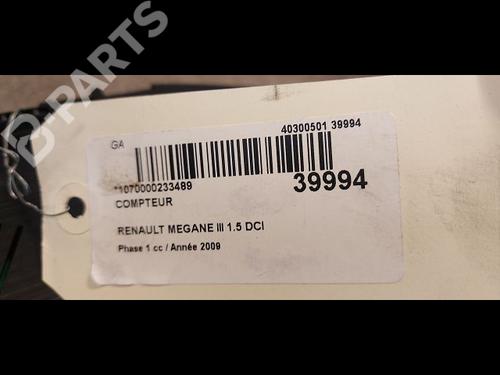 B-PARTS
GA
40300501 39994
*1070000233489
39994
COMPTEUR
RENAULT MEGANE III 1.5 DCI
Phase 1 cc / Année 2009